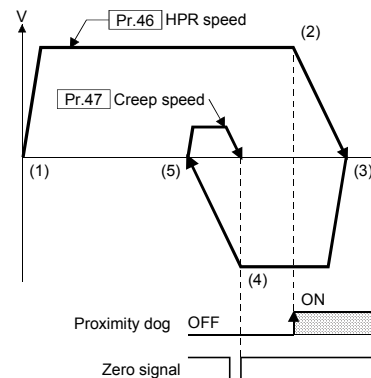 V
Pr.46 HPR speed
(2)
Pr.47 Creep speed
(1)
(5)
(3)
(4)
ON
Proximity dog OFF
Zero signal